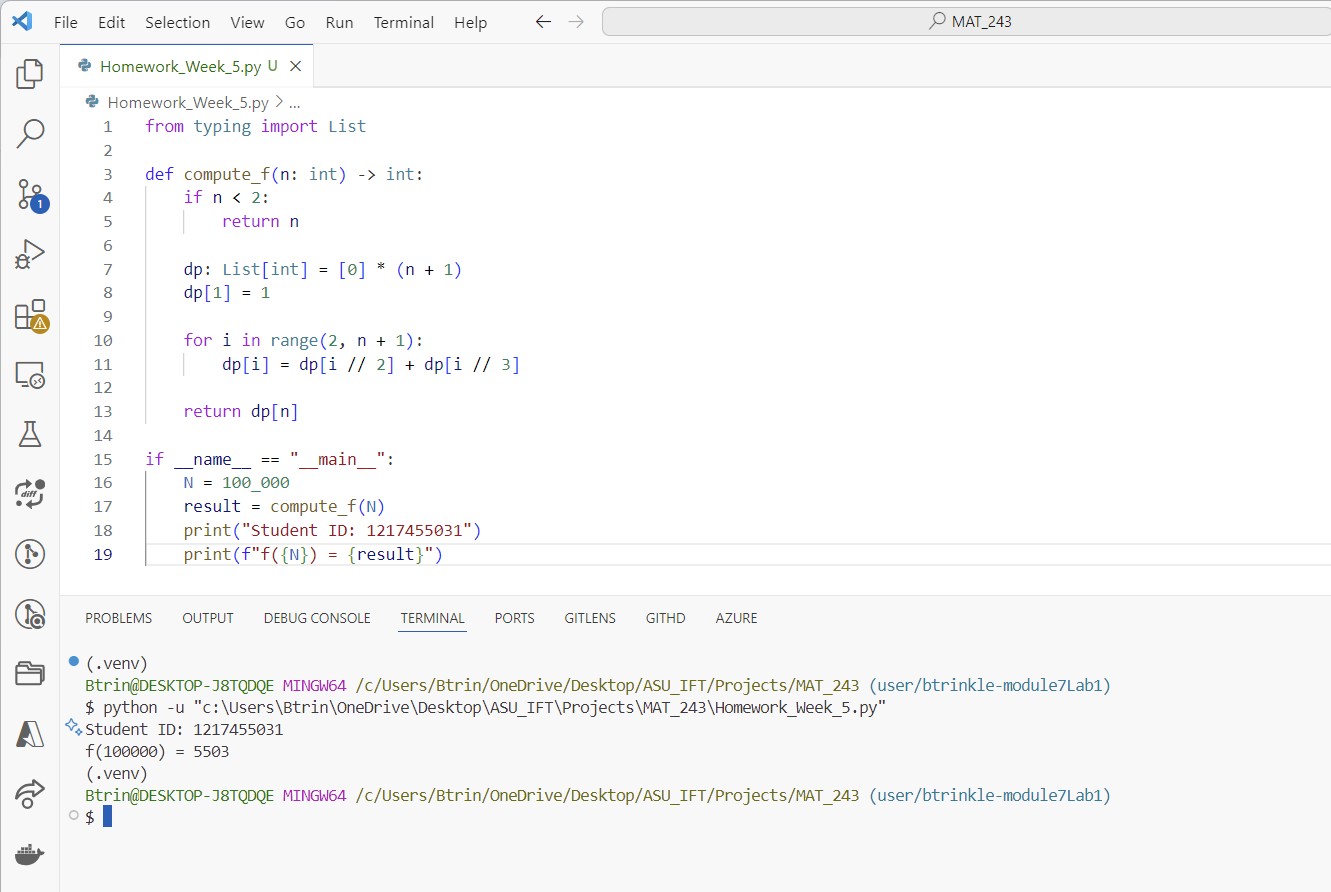 File Edit Selection View Go Run Terminal Help ← → MAT_243
Homework_Week_5.py U ×
Homework_Week_5.py > ...
1 from typing import List
2
3 def compute_f(n: int) -> int:
4     if n < 2:
5         return n
6
7     dp: List[int] = [0] * (n + 1)
8     dp[1] = 1
9
10     for i in range(2, n + 1):
11         dp[i] = dp[i // 2] + dp[i // 3]
12
13     return dp[n]
14
15 if __name__ == "__main__":
16     N = 100_000
17     result = compute_f(N)
18     print("Student ID: 1217455031")
19     print(f"f({N}) = {result}")
1
diff
PROBLEMS OUTPUT DEBUG CONSOLE TERMINAL PORTS GITLENS GITHD AZURE
(.venv)
Btrin@DESKTOP-J8TQDQE MINGW64 /c/Users/Btrin/OneDrive/Desktop/ASU_IFT/Projects/MAT_243 (user/btrinkle-module7Lab1)
$ python -u "c:\Users\Btrin\OneDrive\Desktop\ASU_IFT\Projects\MAT_243\Homework_Week_5.py"
Student ID: 1217455031
f(100000) = 5503
(.venv)
Btrin@DESKTOP-J8TQDQE MINGW64 /c/Users/Btrin/OneDrive/Desktop/ASU_IFT/Projects/MAT_243 (user/btrinkle-module7Lab1)
$